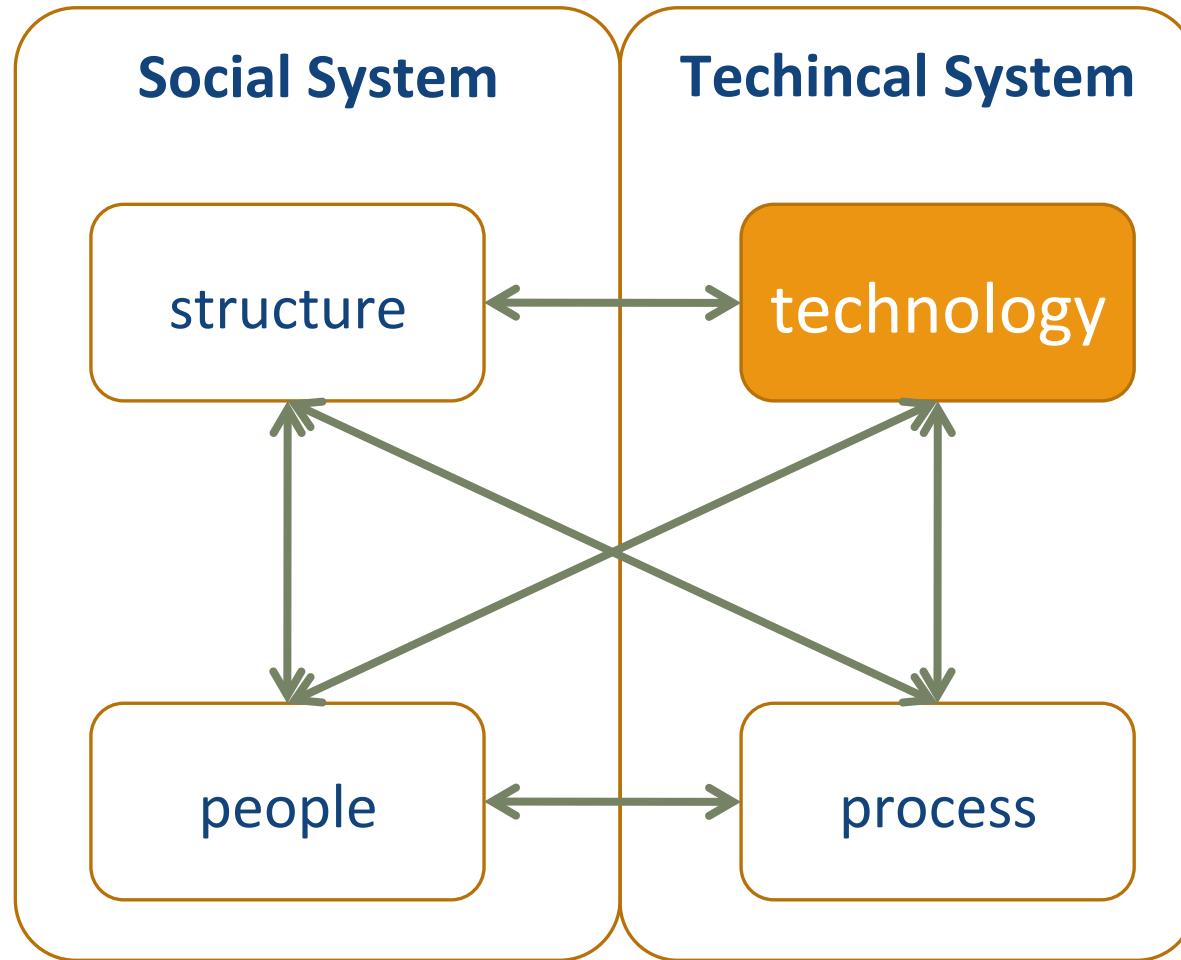 Social System
Techincal System
structure
technology
people
process